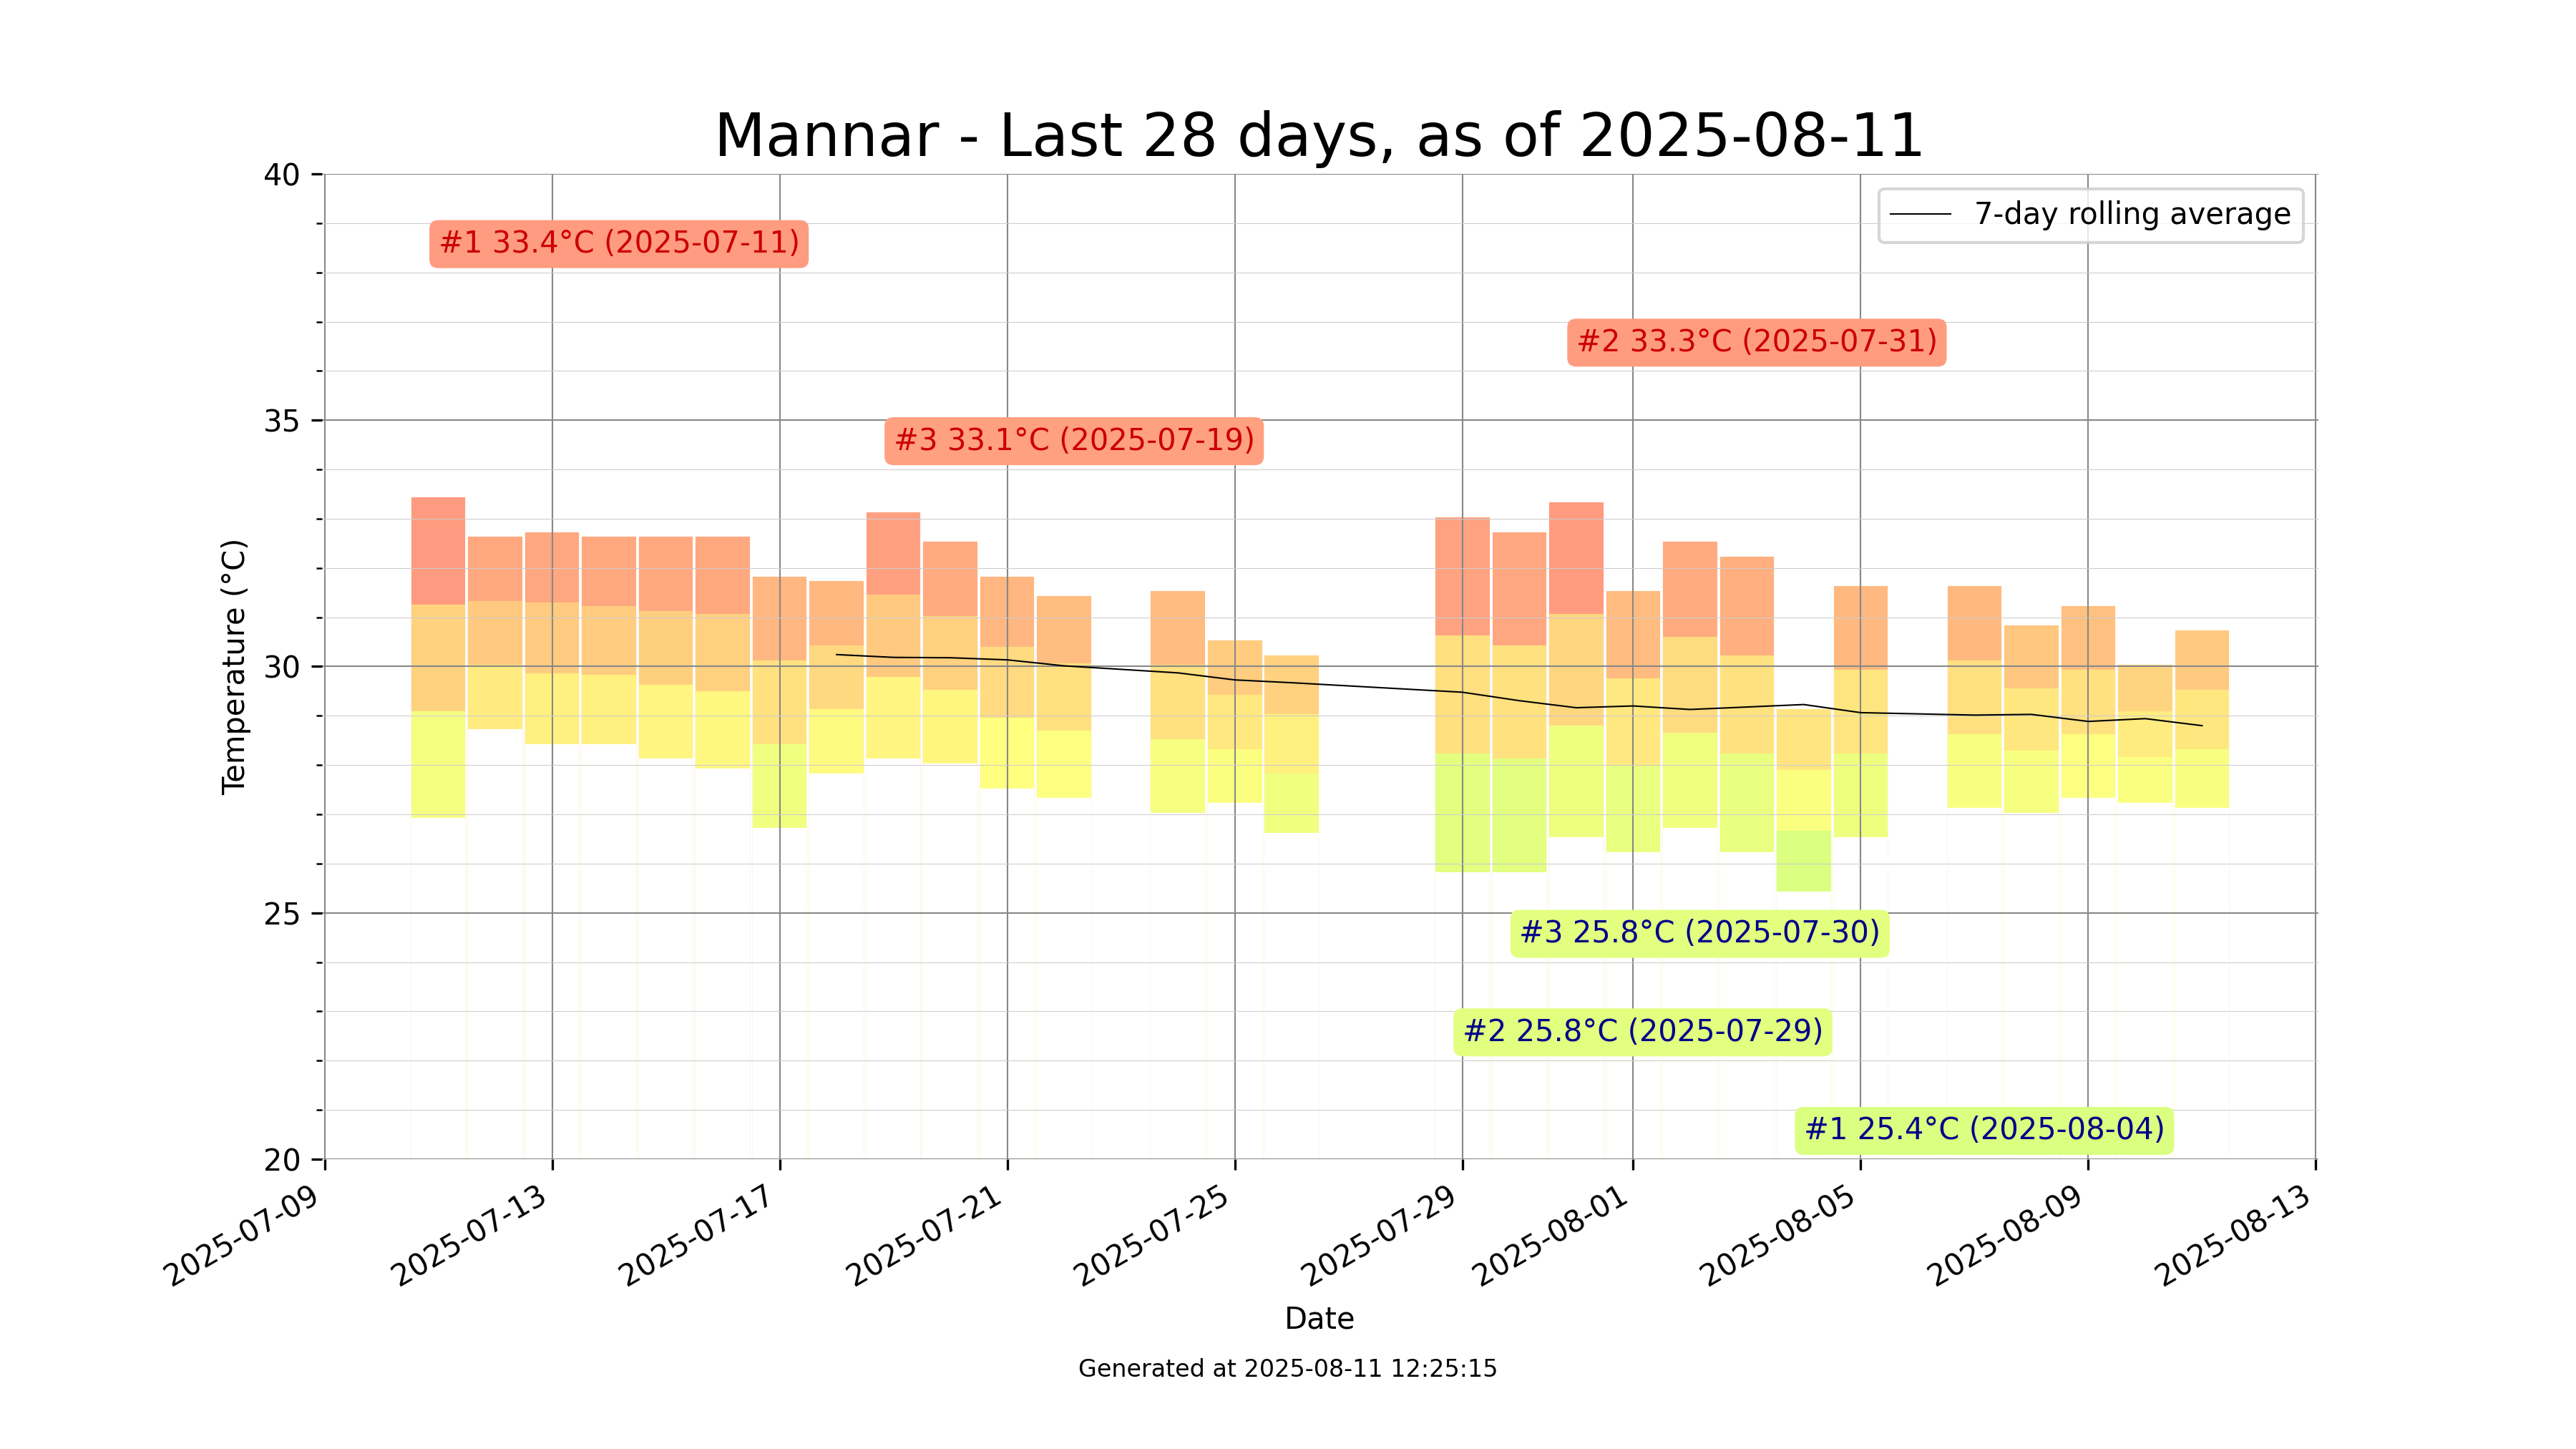 Mannar - Last 28 days, as of 2025-08-11
40
35
30
25
20
Temperature (°C)
7-day rolling average
#1 33.4°C (2025-07-11)
#2 33.3°C (2025-07-31)
#3 33.1°C (2025-07-19)
#3 25.8°C (2025-07-30)
#2 25.8°C (2025-07-29)
#1 25.4°C (2025-08-04)
2025-07-09
2025-07-13
2025-07-17
2025-07-21
2025-07-25
2025-07-29
2025-08-01
2025-08-05
2025-08-09
2025-08-13
Date
Generated at 2025-08-11 12:25:15